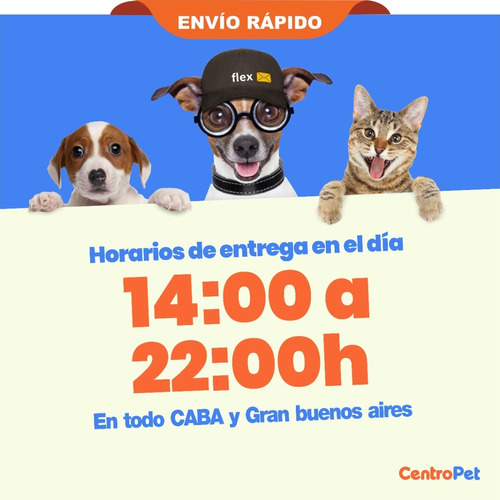 ENVÍO RÁPIDO
flex
Horarios de entrega en el día
14:00 a
22:00h
En todo CABA y Gran buenos aires
CentroPet